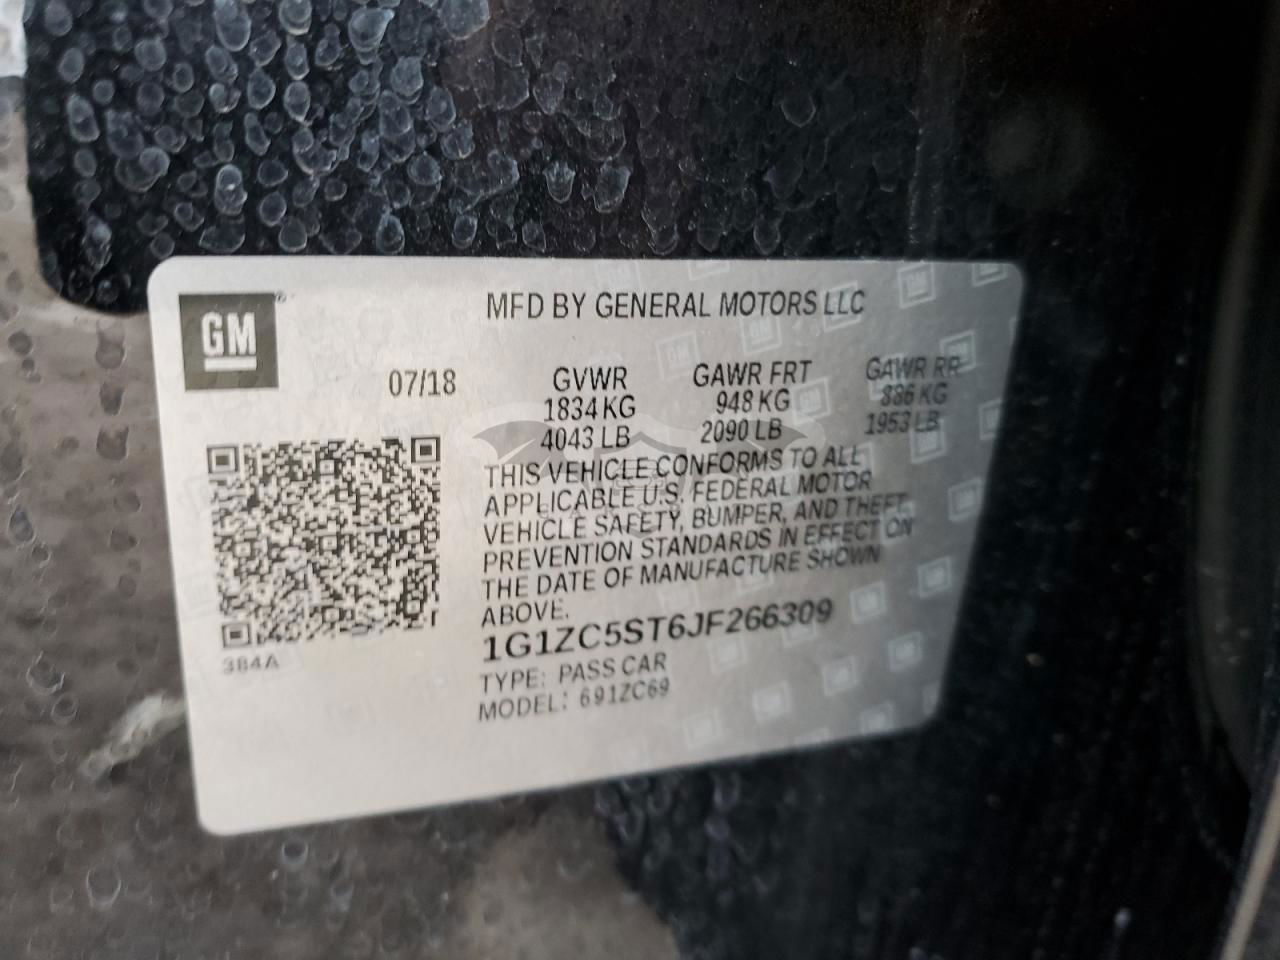 GM
MFD BY GENERAL MOTORS LLC
07/18
GVWR GAWR FRT GAWR RR
1834 KG 948 KG 886 KG
4043 LB 2090 LB 1953 LB
THIS VEHICLE CONFORMS TO ALL
APPLICABLE U.S. FEDERAL MOTOR
VEHICLE SAFETY, BUMPER, AND THEFT
PREVENTION STANDARDS IN EFFECT ON
THE DATE OF MANUFACTURE SHOWN
ABOVE.
1G1ZC5ST6JF266309
TYPE: PASS CAR
MODEL: 691ZC69
384A